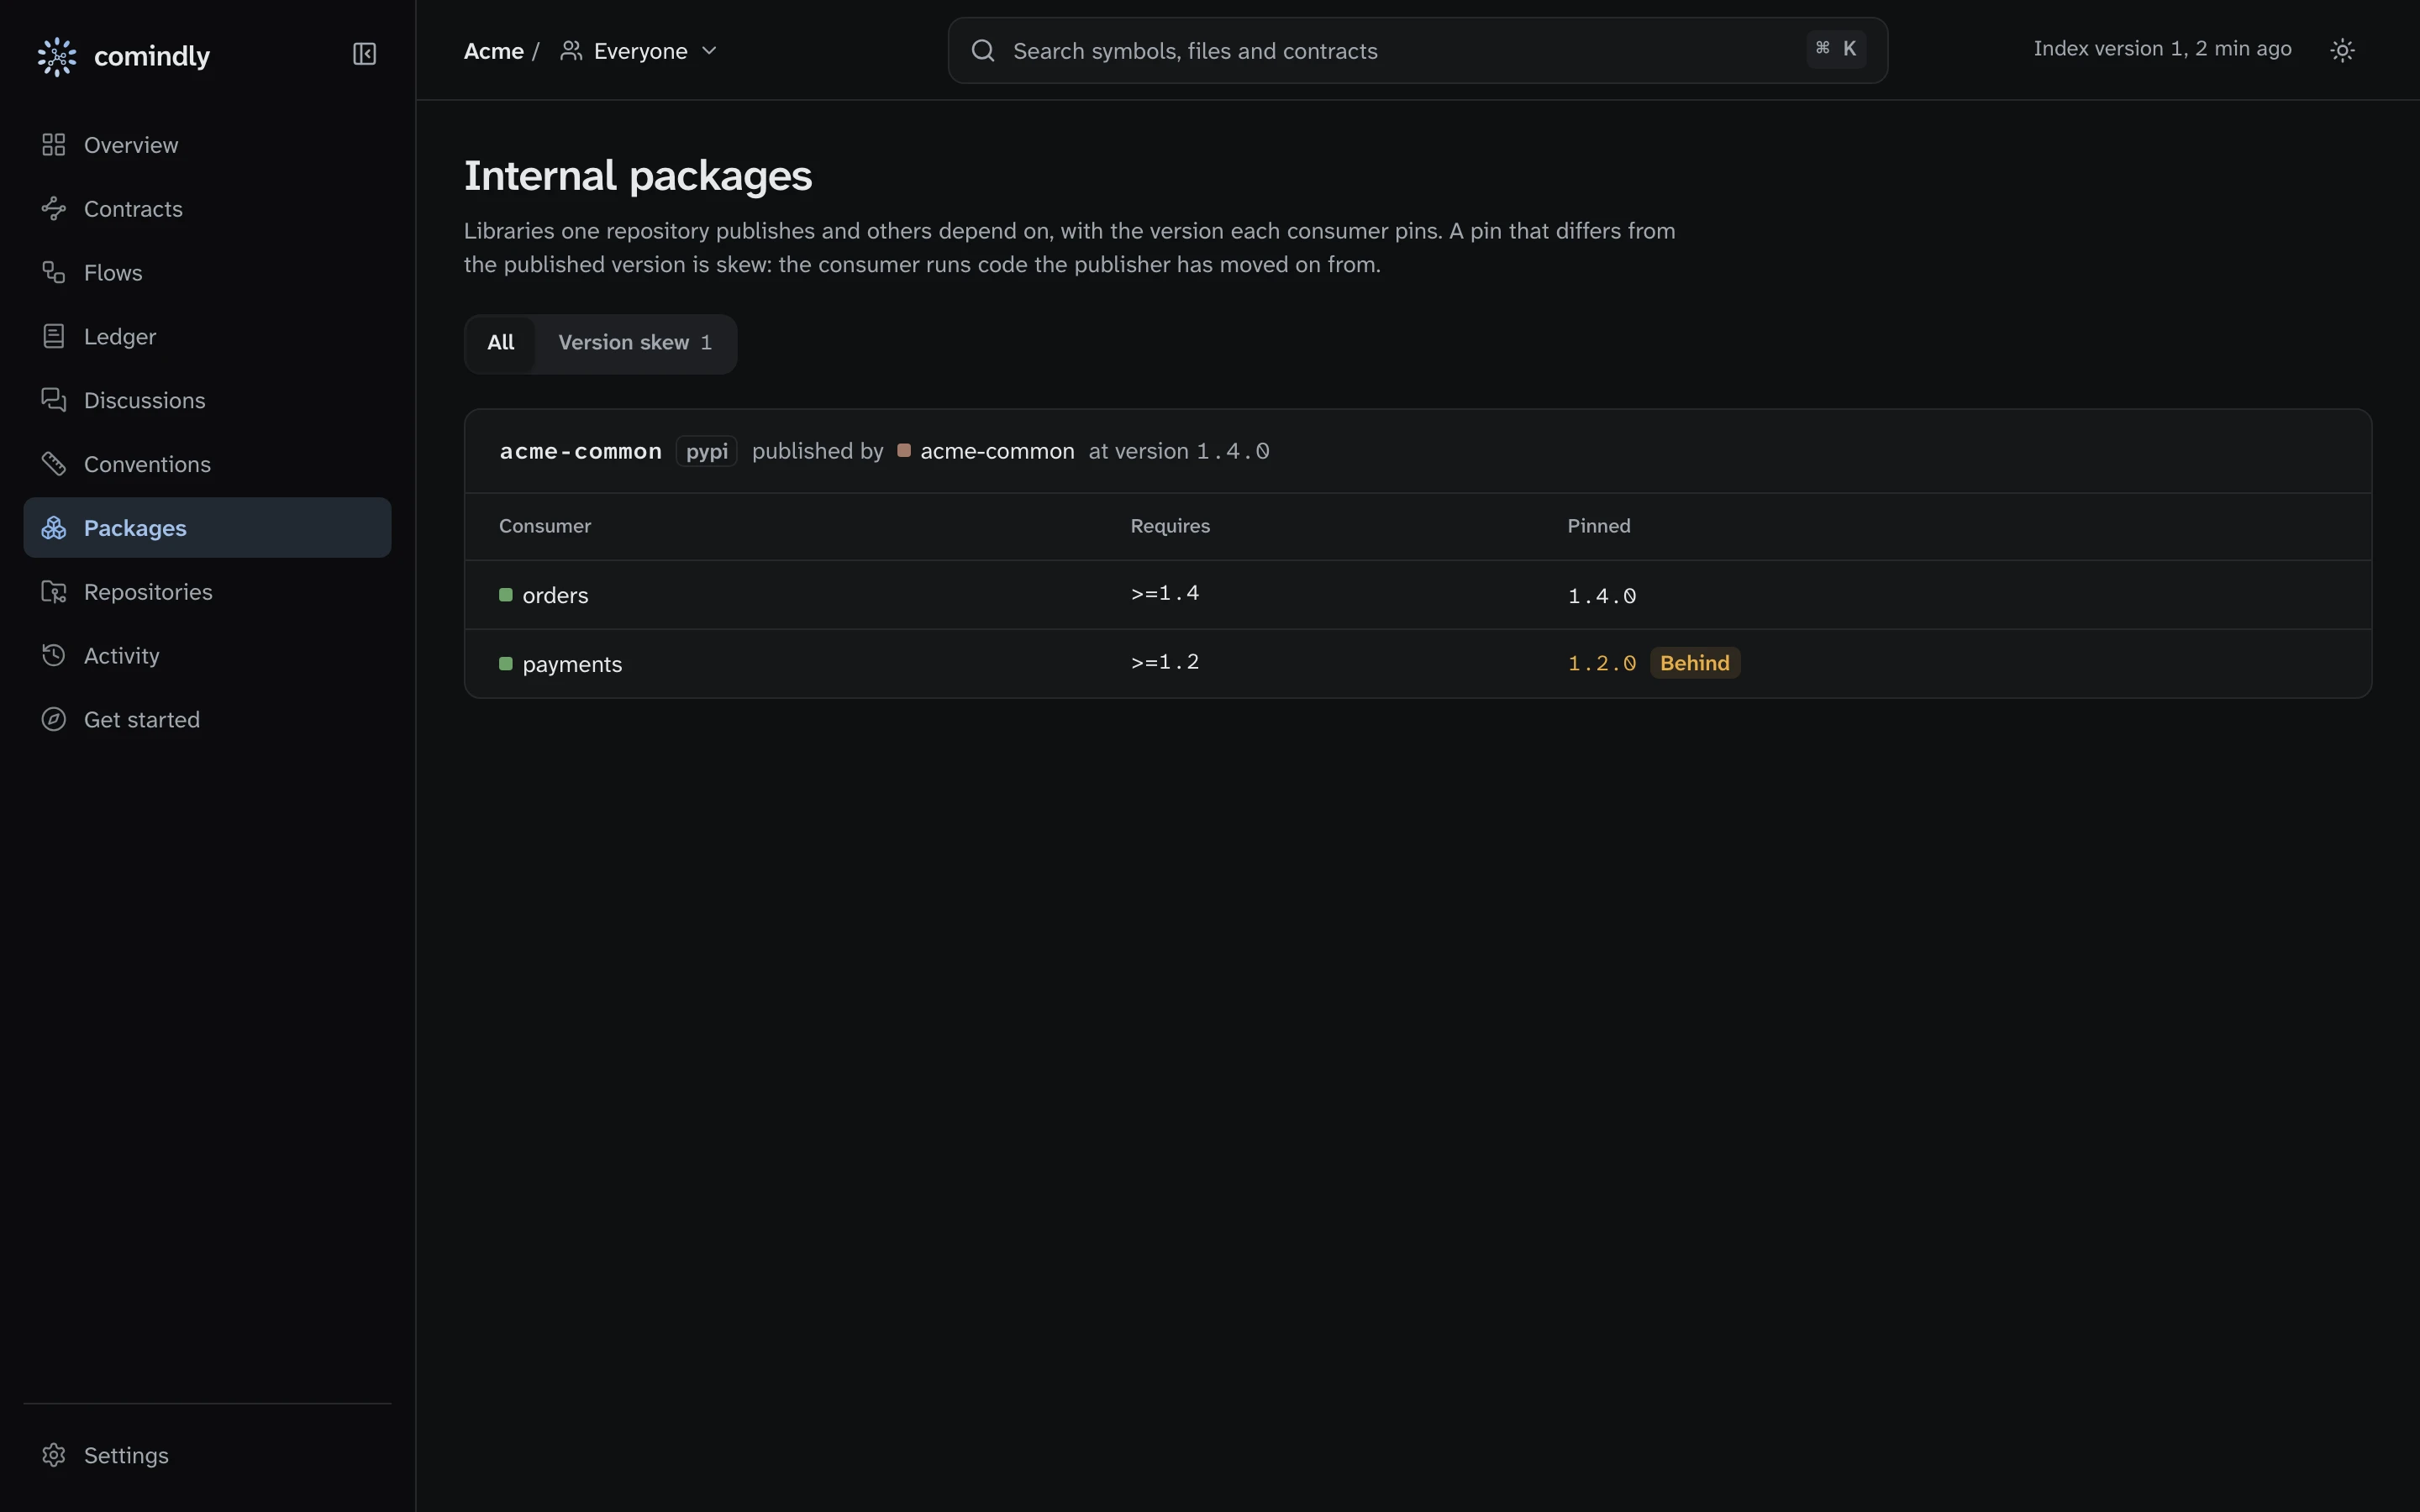 comindly
Acme / Everyone
Search symbols, files and contracts ⌘ K
Index version 1, 2 min ago
Overview
Contracts
Flows
Ledger
Discussions
Conventions
Packages
Repositories
Activity
Get started
Settings
Internal packages
Libraries one repository publishes and others depend on, with the version each consumer pins. A pin that differs from
the published version is skew: the consumer runs code the publisher has moved on from.
All Version skew 1
acme-common pypi published by acme-common at version 1.4.0
Consumer Requires Pinned
orders >=1.4 1.4.0
payments >=1.2 1.2.0 Behind